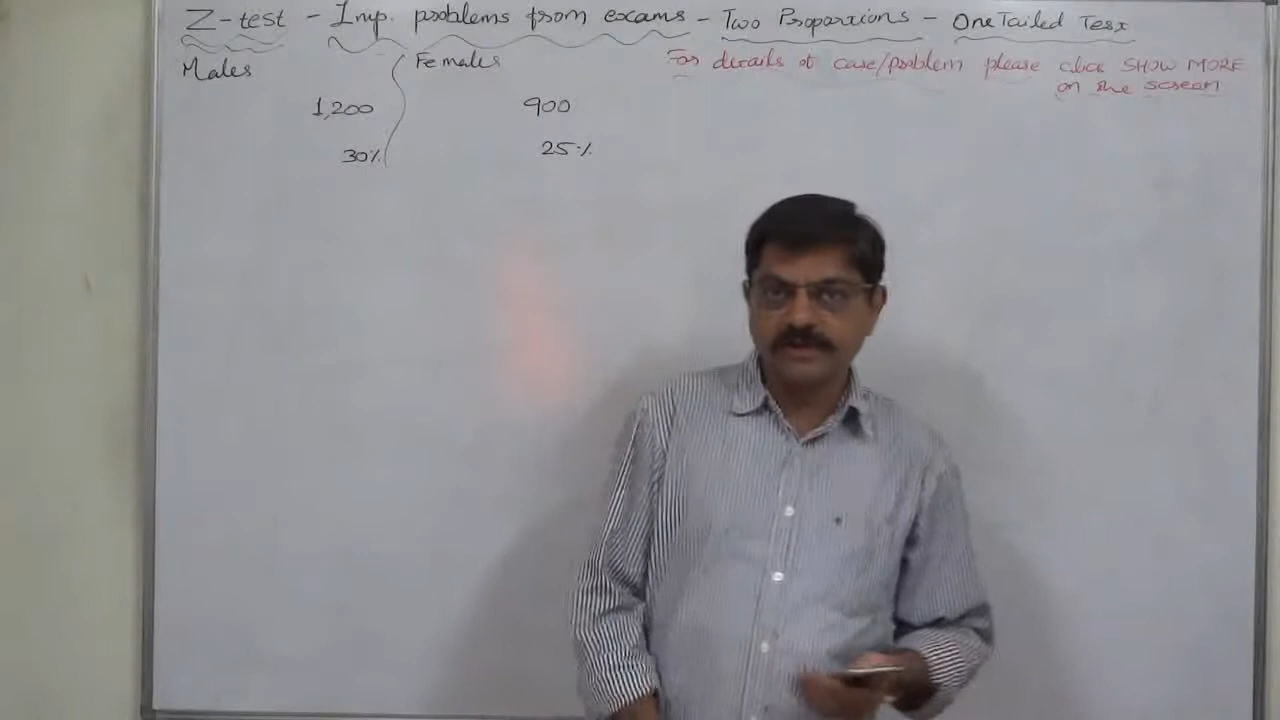 Z-test - Imp. problems from exams - Two Proportions - One Tailed Test
Males Females
For details of case/problem please click SHOW MORE
on the screen
1,200 900
30% 25%